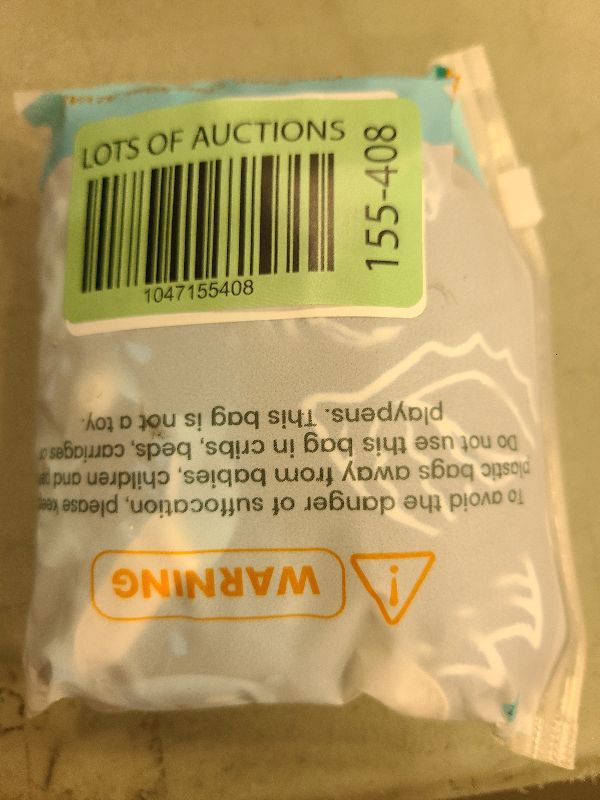 LOTS OF AUCTIONS
1047155408
155-408
WARNING
To avoid the danger of suffocation, please keep
plastic bags away from babies, children and
Do not use this bag in cribs, beds, carriages or
playpens. This bag is not a toy.